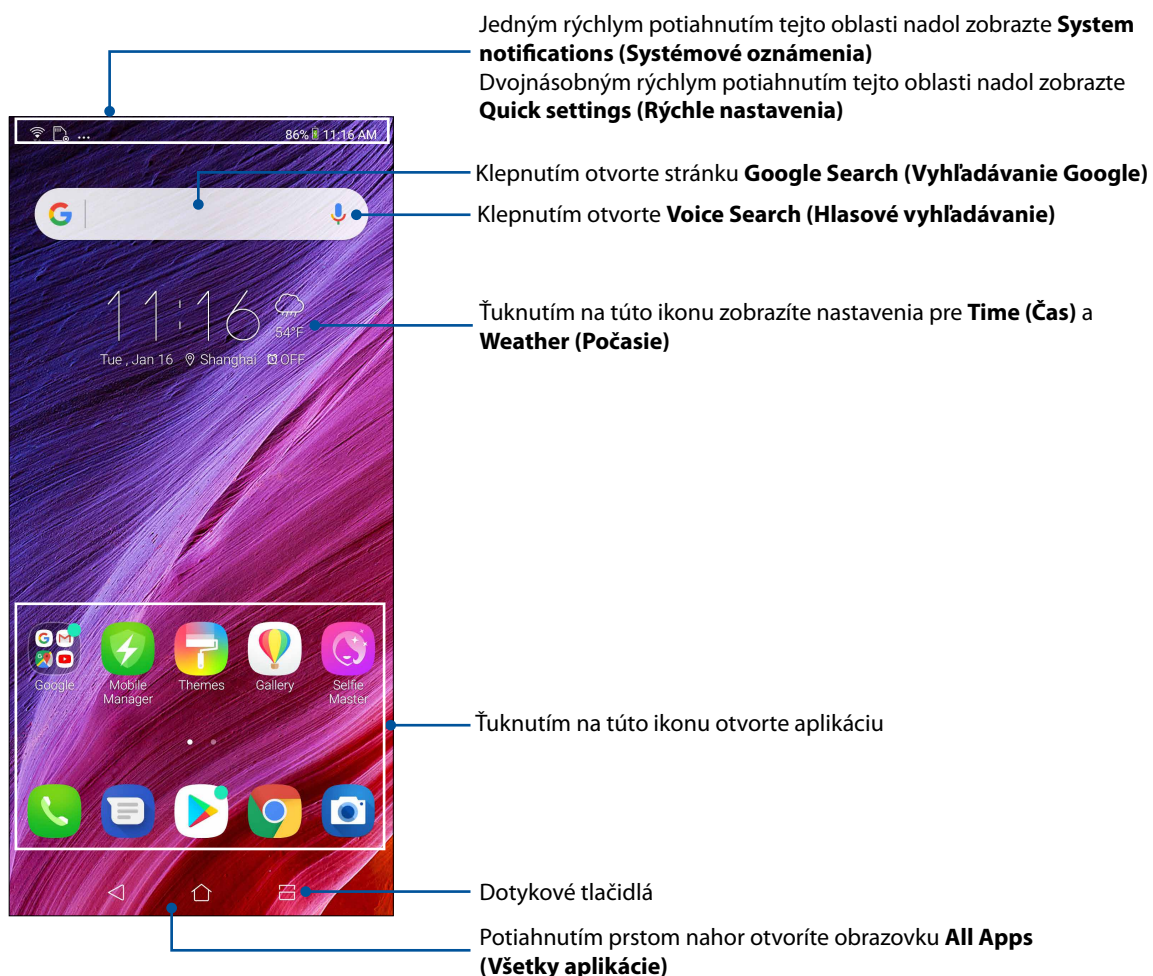 Jedným rýchlym potiahnutím tejto oblasti nadol zobrazte System
notifications (Systémové oznámenia)
Dvojnásobným rýchlym potiahnutím tejto oblasti nadol zobrazte
Quick settings (Rýchle nastavenia)
86% 11:16 AM
Klepnutím otvorte stránku Google Search (Vyhľadávanie Google)
G
Klepnutím otvorte Voice Search (Hlasové vyhľadávanie)
11:16
54°F
Tue , Jan 16 Shanghai OFF
Ťuknutím na túto ikonu zobrazíte nastavenia pre Time (Čas) a
Weather (Počasie)
Google
Mobile
Manager
Themes
Gallery
Selfie
Master
Ťuknutím na túto ikonu otvorte aplikáciu
Dotykové tlačidlá
Potiahnutím prstom nahor otvoríte obrazovku All Apps
(Všetky aplikácie)